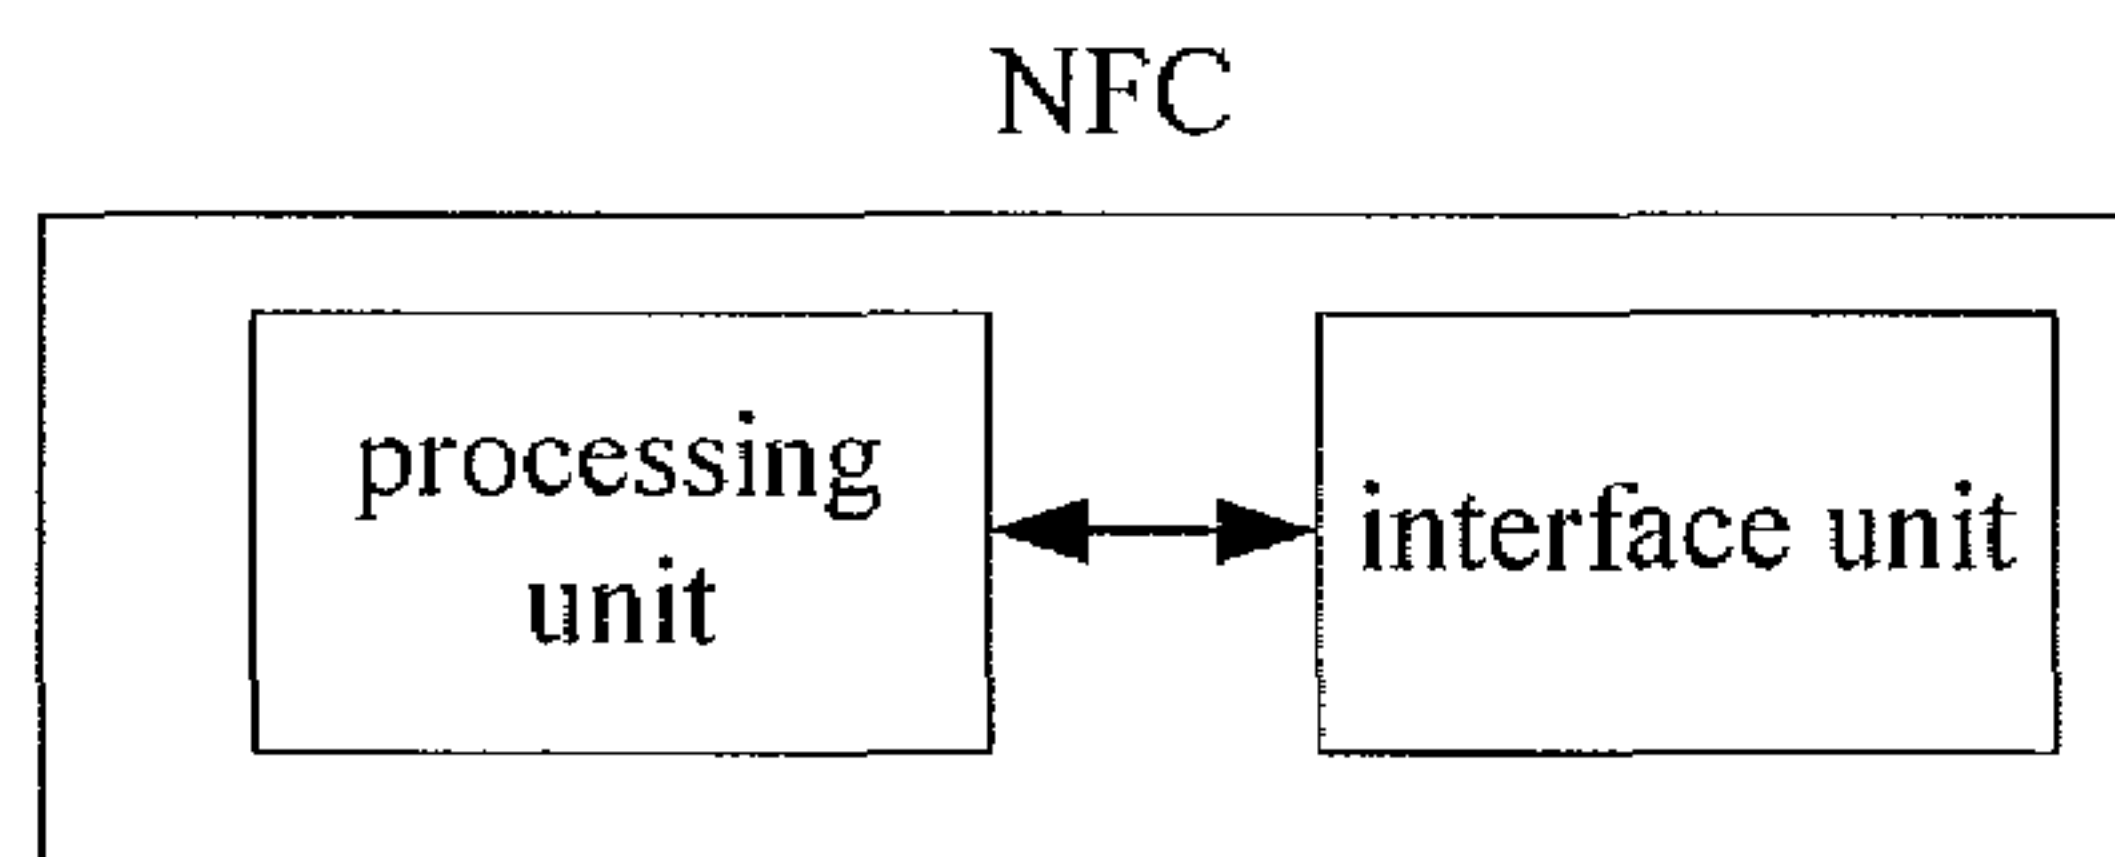 NFC
processing
unit
interface unit